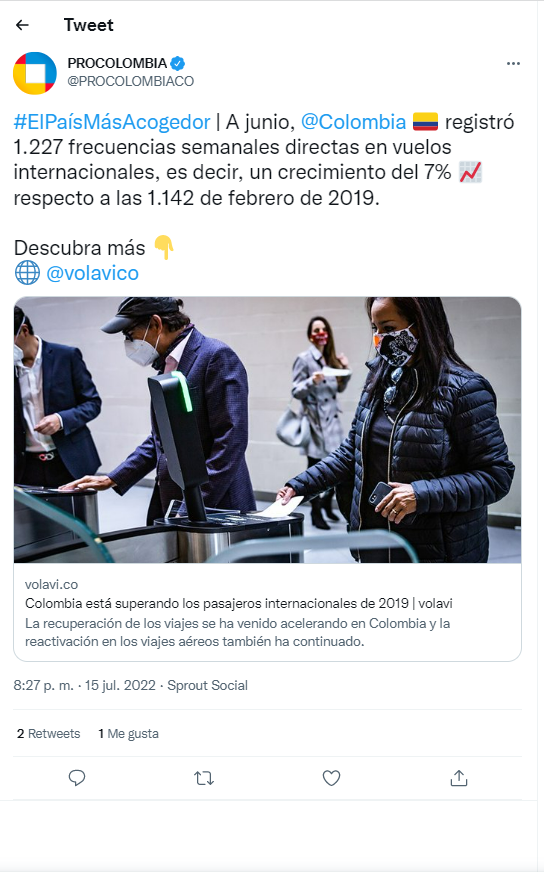 Tweet
PROCOLOMBIA
@PROCOLOMBIACO
#ElPaísMásAcogedor | A junio, @Colombia 🇨🇴 registró
1.227 frecuencias semanales directas en vuelos
internacionales, es decir, un crecimiento del 7% 📈
respecto a las 1.142 de febrero de 2019.
Descubra más 👇
🌐 @volavico
volavi.co
Colombia está superando los pasajeros internacionales de 2019 | volavi
La recuperación de los viajes se ha venido acelerando en Colombia y la
reactivación en los viajes aéreos también ha continuado.
8:27 p. m. · 15 jul. 2022 · Sprout Social
2 Retweets 1 Me gusta